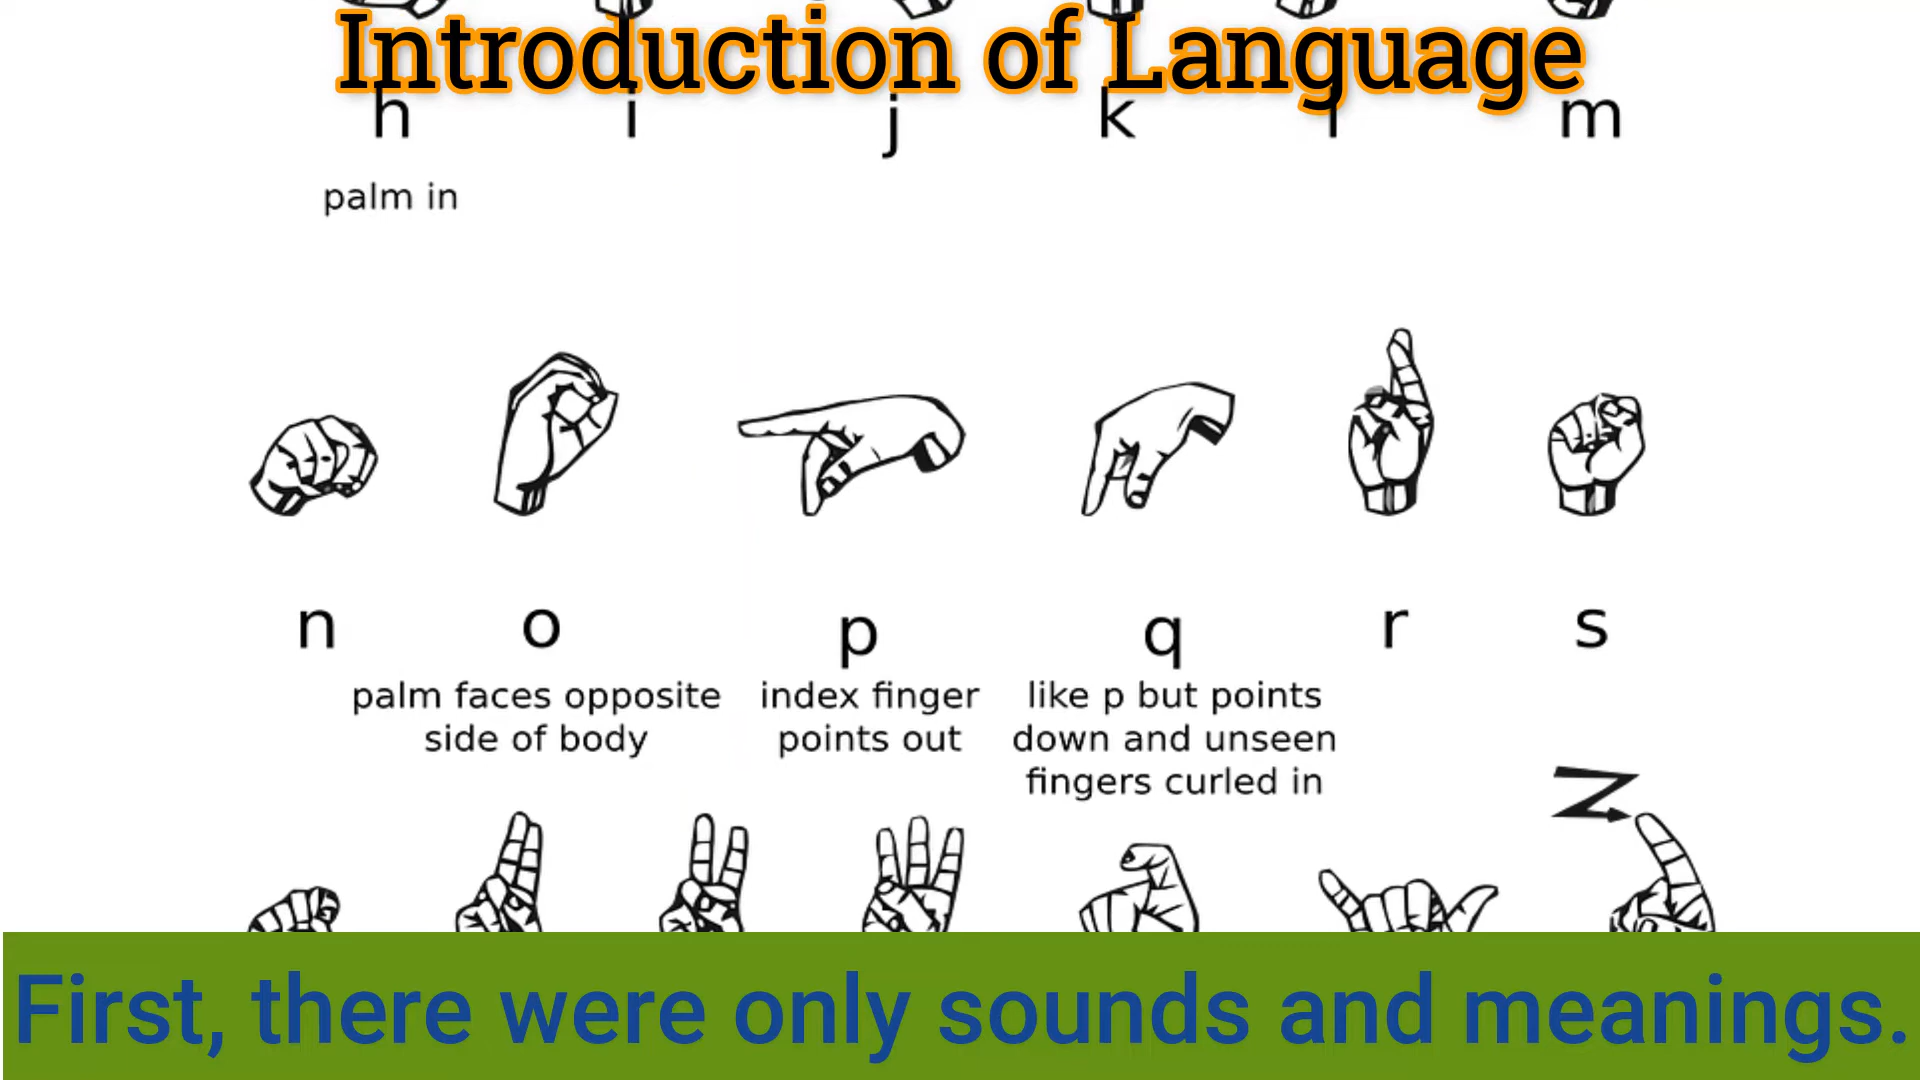 Introduction of Language
h i j k l m
palm in
n o p q r s
palm faces opposite index finger like p but points
side of body points out down and unseen
fingers curled in
Z
First, there were only sounds and meanings.